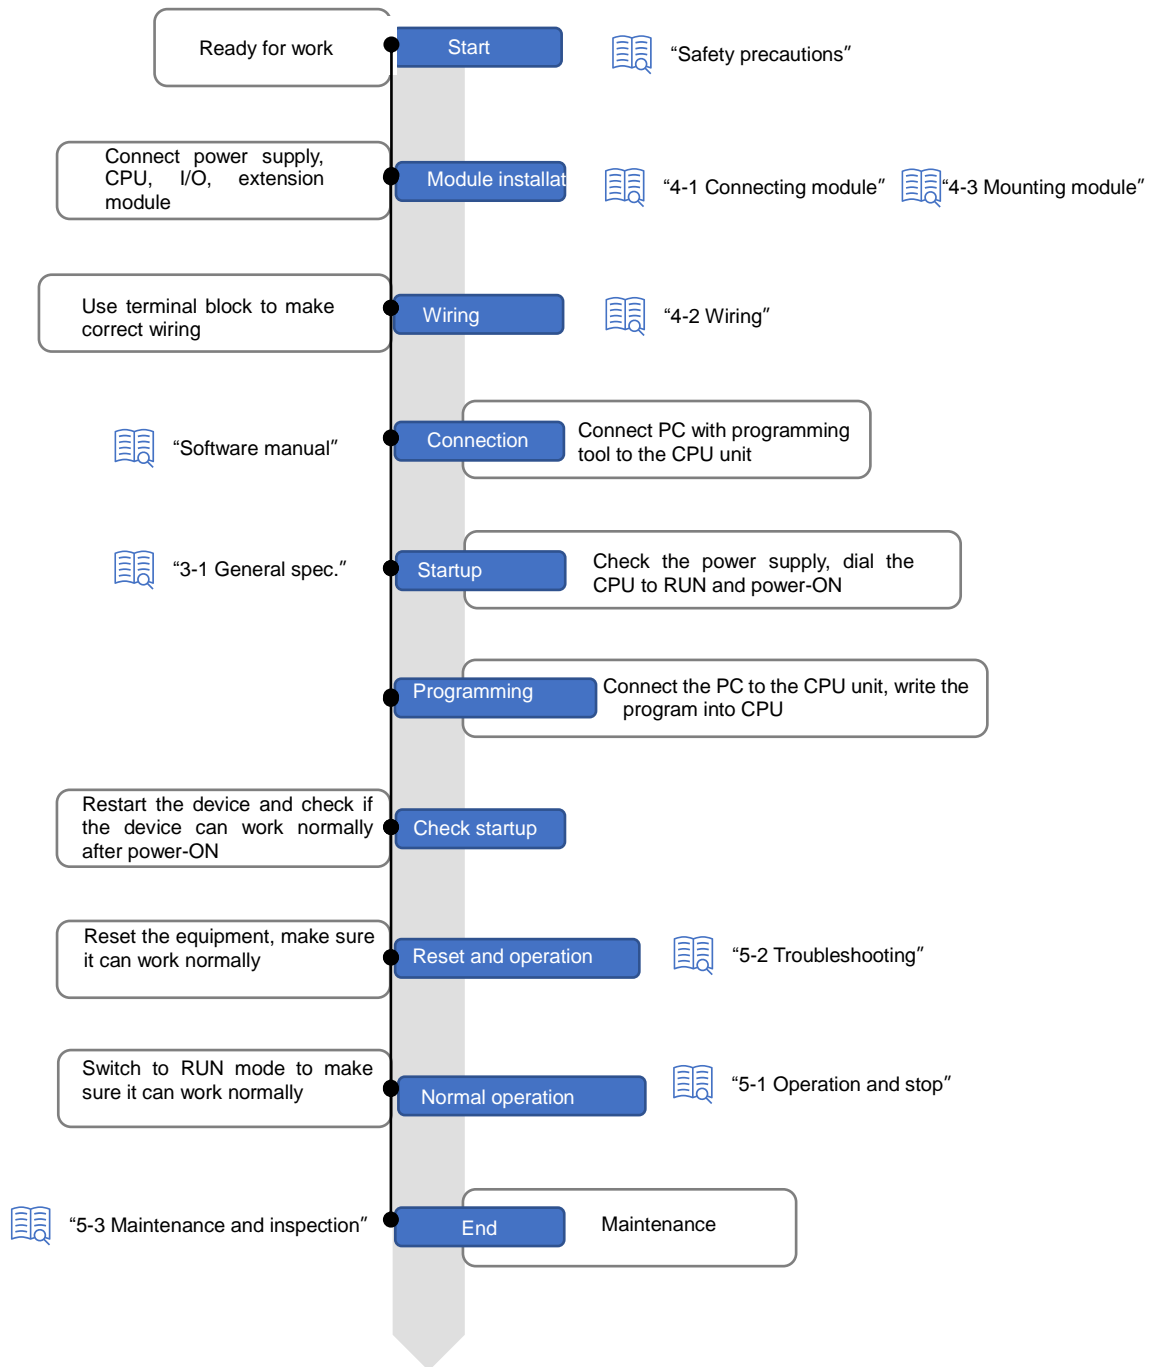 Ready for work
Start
“Safety precautions”
Connect power supply,
CPU, I/O, extension
module
Module installat
“4-1 Connecting module”
“4-3 Mounting module”
Use terminal block to make
correct wiring
Wiring
“4-2 Wiring”
“Software manual”
Connection
Connect PC with programming
tool to the CPU unit
“3-1 General spec.”
Startup
Check the power supply, dial the
CPU to RUN and power-ON
Programming
Connect the PC to the CPU unit, write the
program into CPU
Restart the device and check if
the device can work normally
after power-ON
Check startup
Reset the equipment, make sure
it can work normally
Reset and operation
“5-2 Troubleshooting”
Switch to RUN mode to make
sure it can work normally
Normal operation
“5-1 Operation and stop”
“5-3 Maintenance and inspection”
End
Maintenance